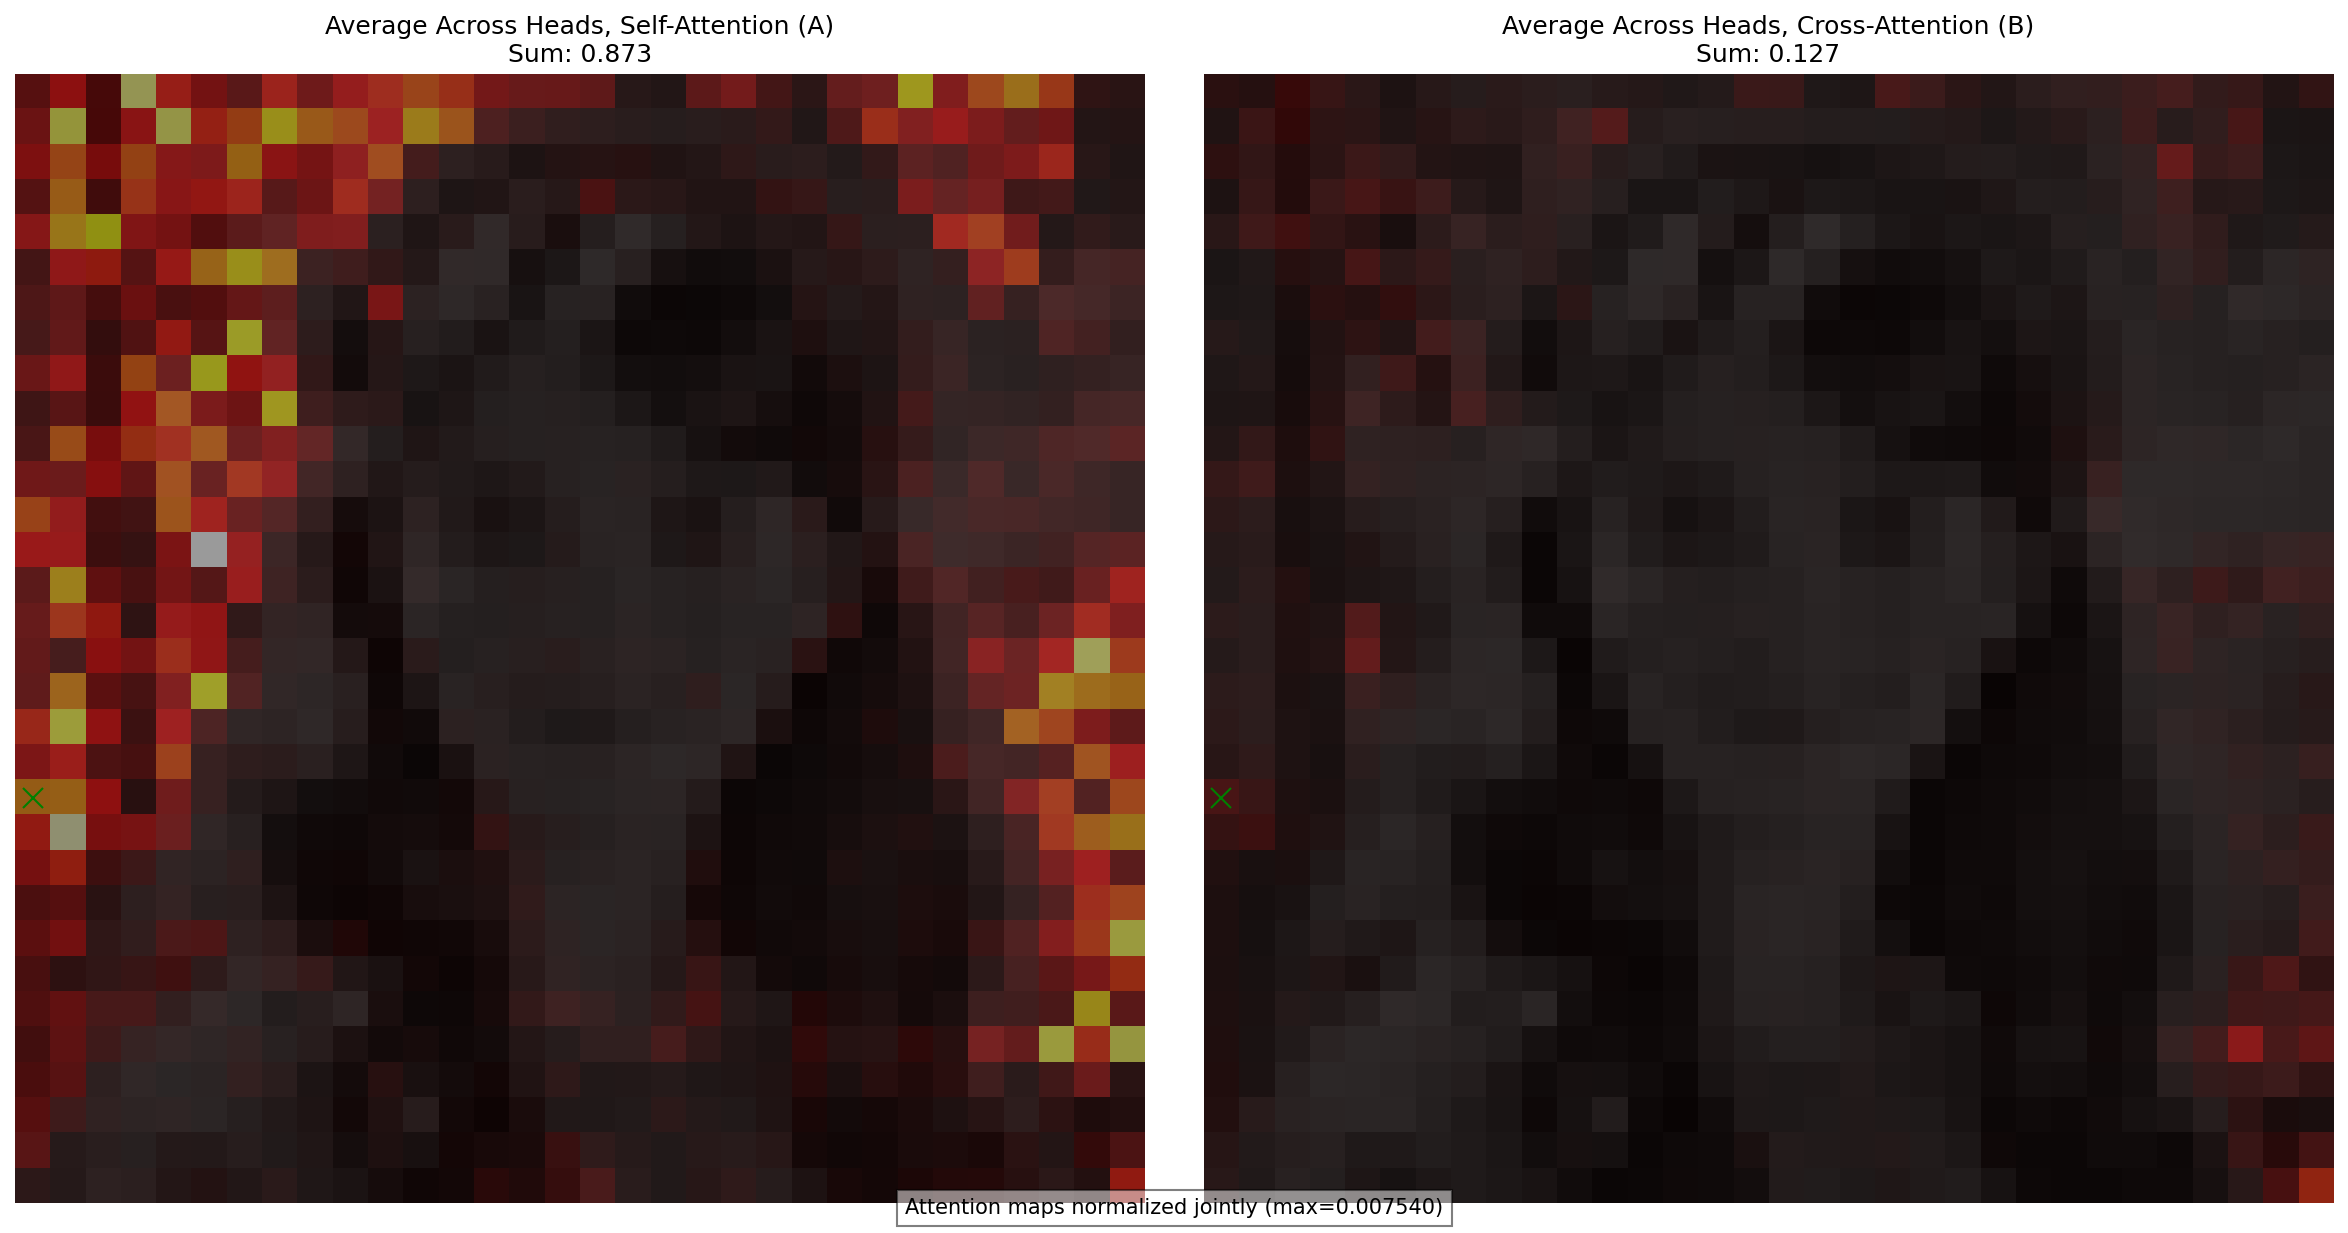 Average Across Heads, Self-Attention (A)
Sum: 0.873
Average Across Heads, Cross-Attention (B)
Sum: 0.127
Attention maps normalized jointly (max=0.007540)